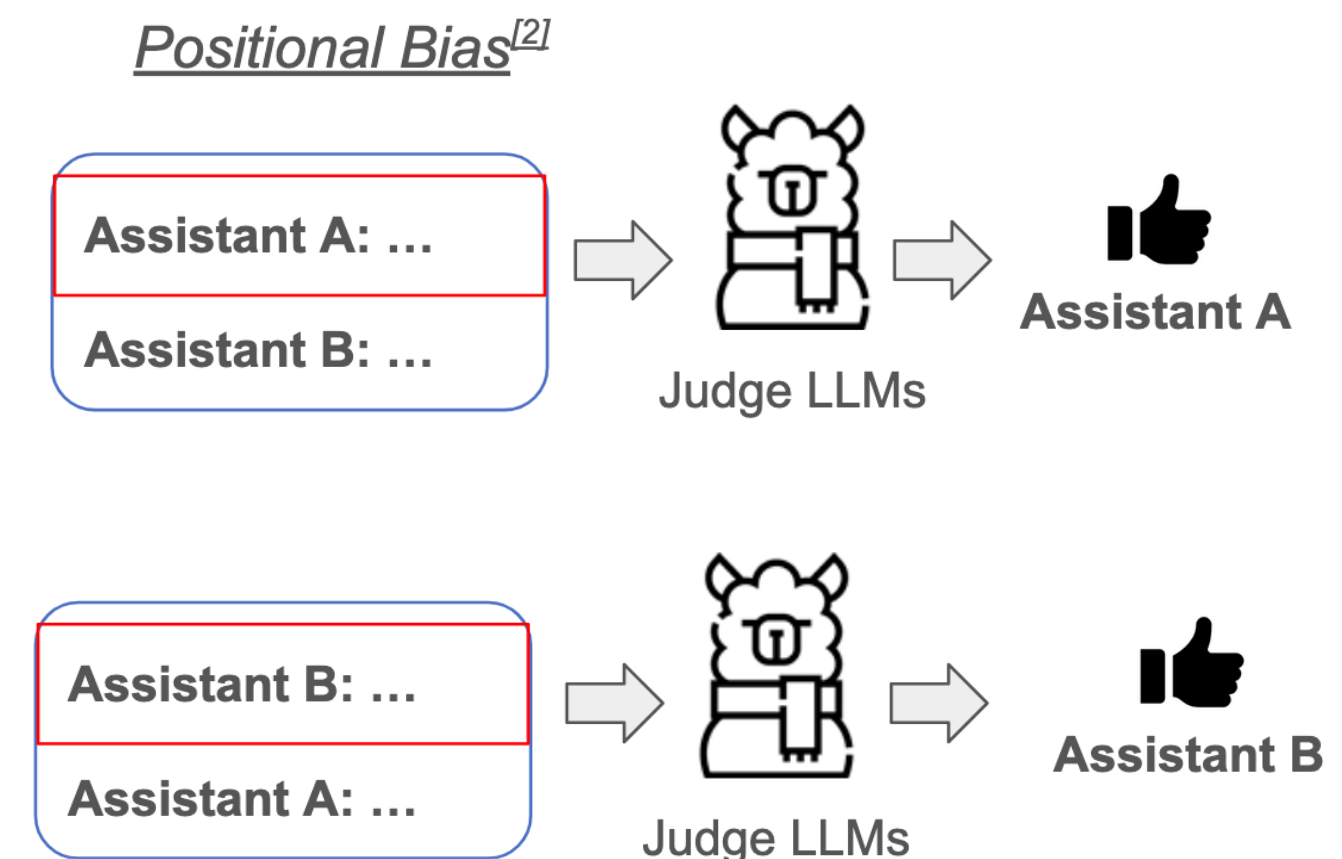 Positional Bias[2]
Assistant A: …
Assistant B: …
Judge LLMs
Assistant A
Assistant B: …
Assistant A: …
Judge LLMs
Assistant B